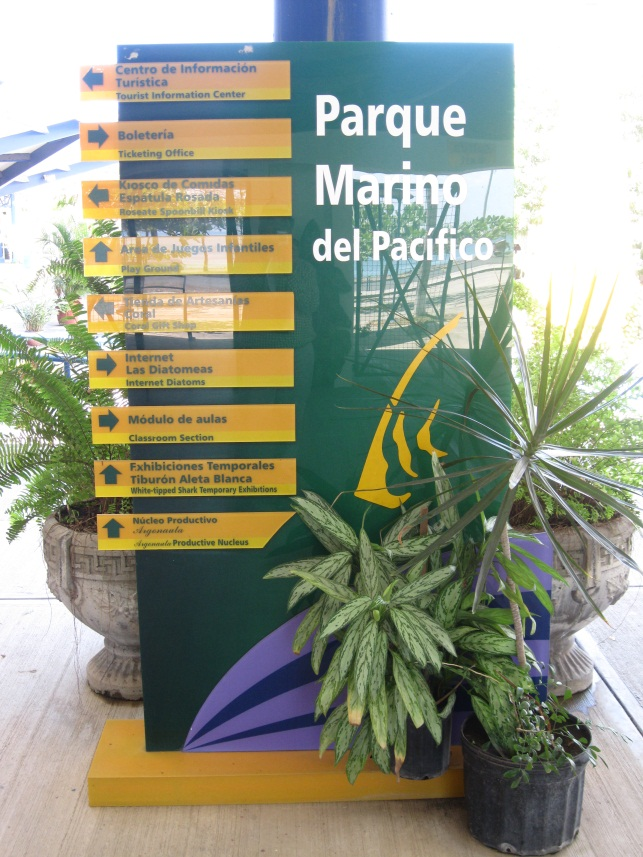 Centro de Información
Turística
Tourist Information Center
Boletería
Ticketing Office
Kiosco de Comidas
Espátula Rosada
Roseate Spoonbill Kiosk
Area de Juegos Infantiles
Play Ground
Tienda de Artesanías
Coral
Coral Gift Shop
Internet
Las Diatomeas
Internet Diatoms
Módulo de aulas
Classroom Section
Exhibiciones Temporales
Tiburón Aleta Blanca
White-tipped Shark Temporary Exhibitions
Núcleo Productivo
Argonauta
Argonauta Productive Nucleus
Parque
Marino
del Pacífico